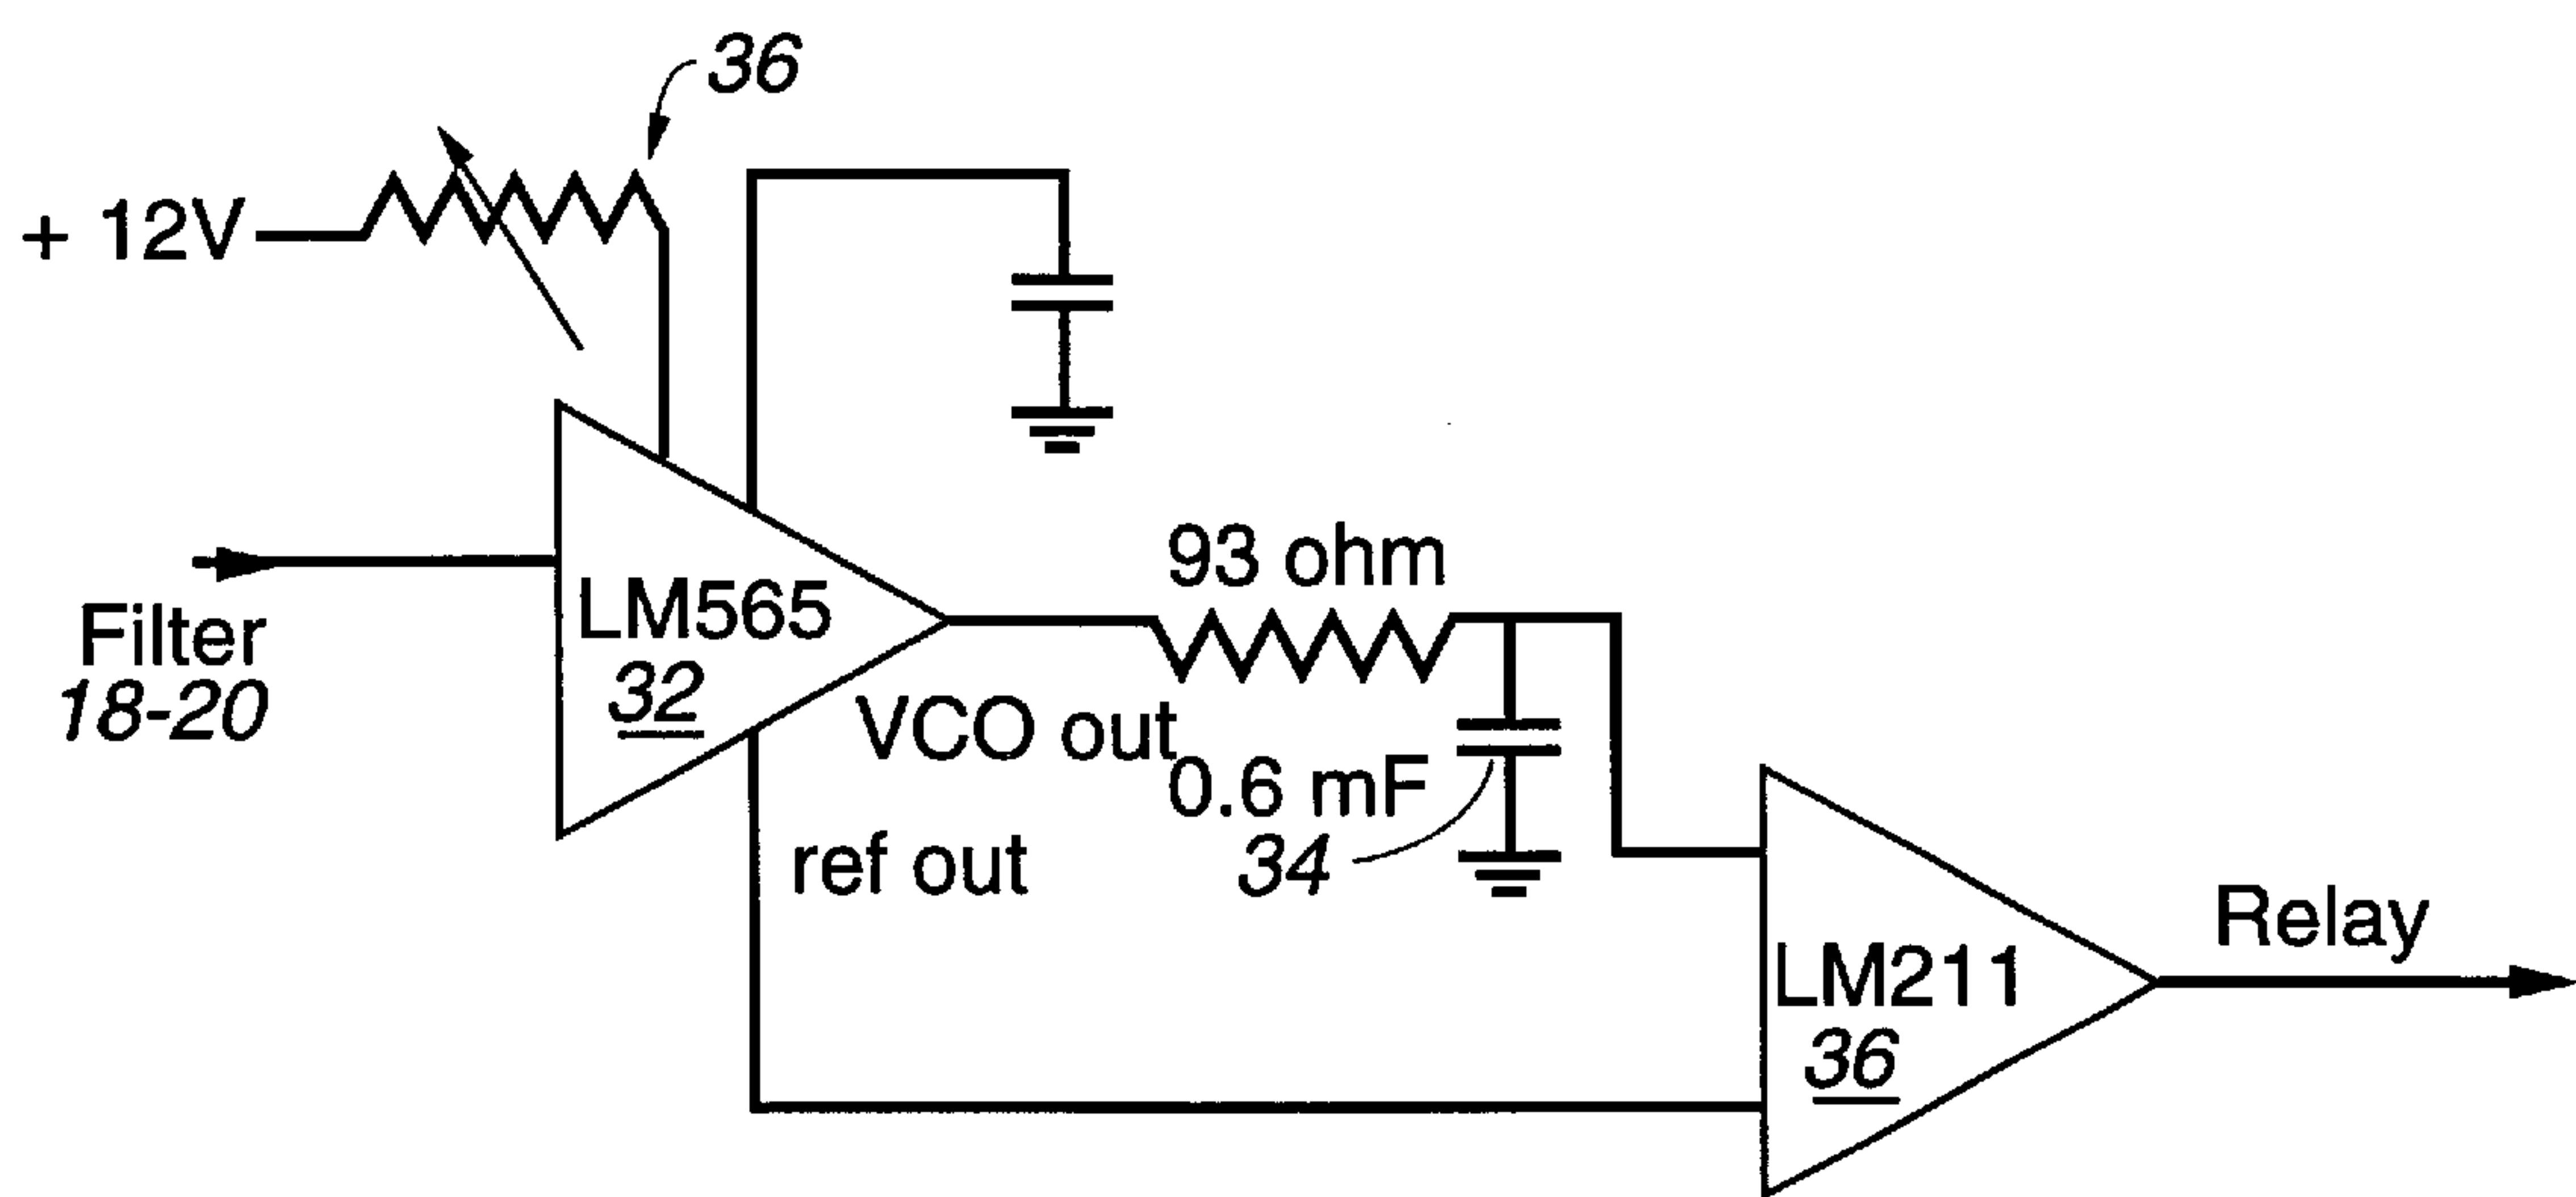 36
+ 12V
93 ohm
Filter
18-20
LM565
32
VCO out
0.6 mF
34
ref out
Relay
LM211
36